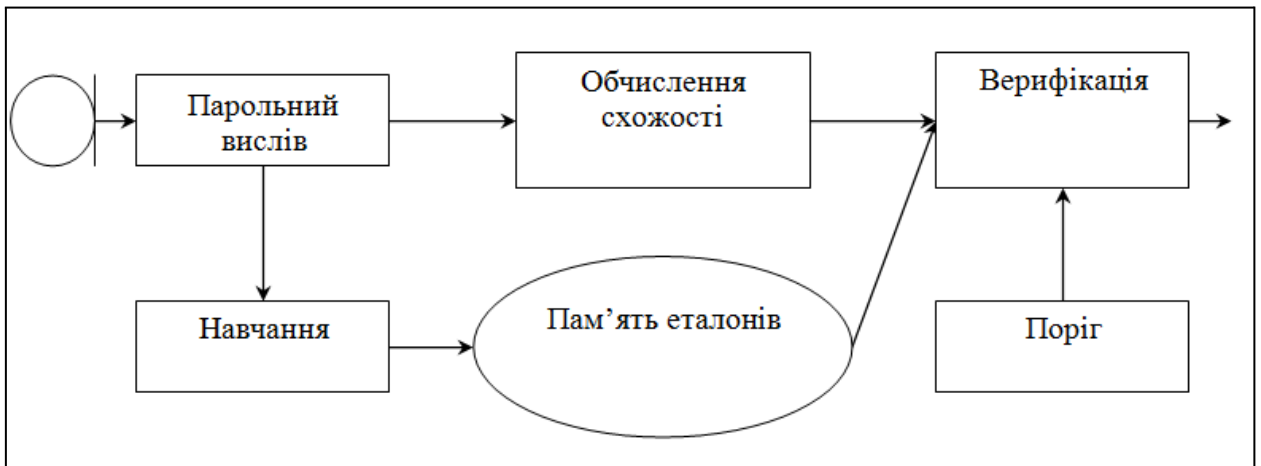 Парольний
вислів
Обчислення
схожості
Верифікація
Навчання
Пам’ять еталонів
Поріг